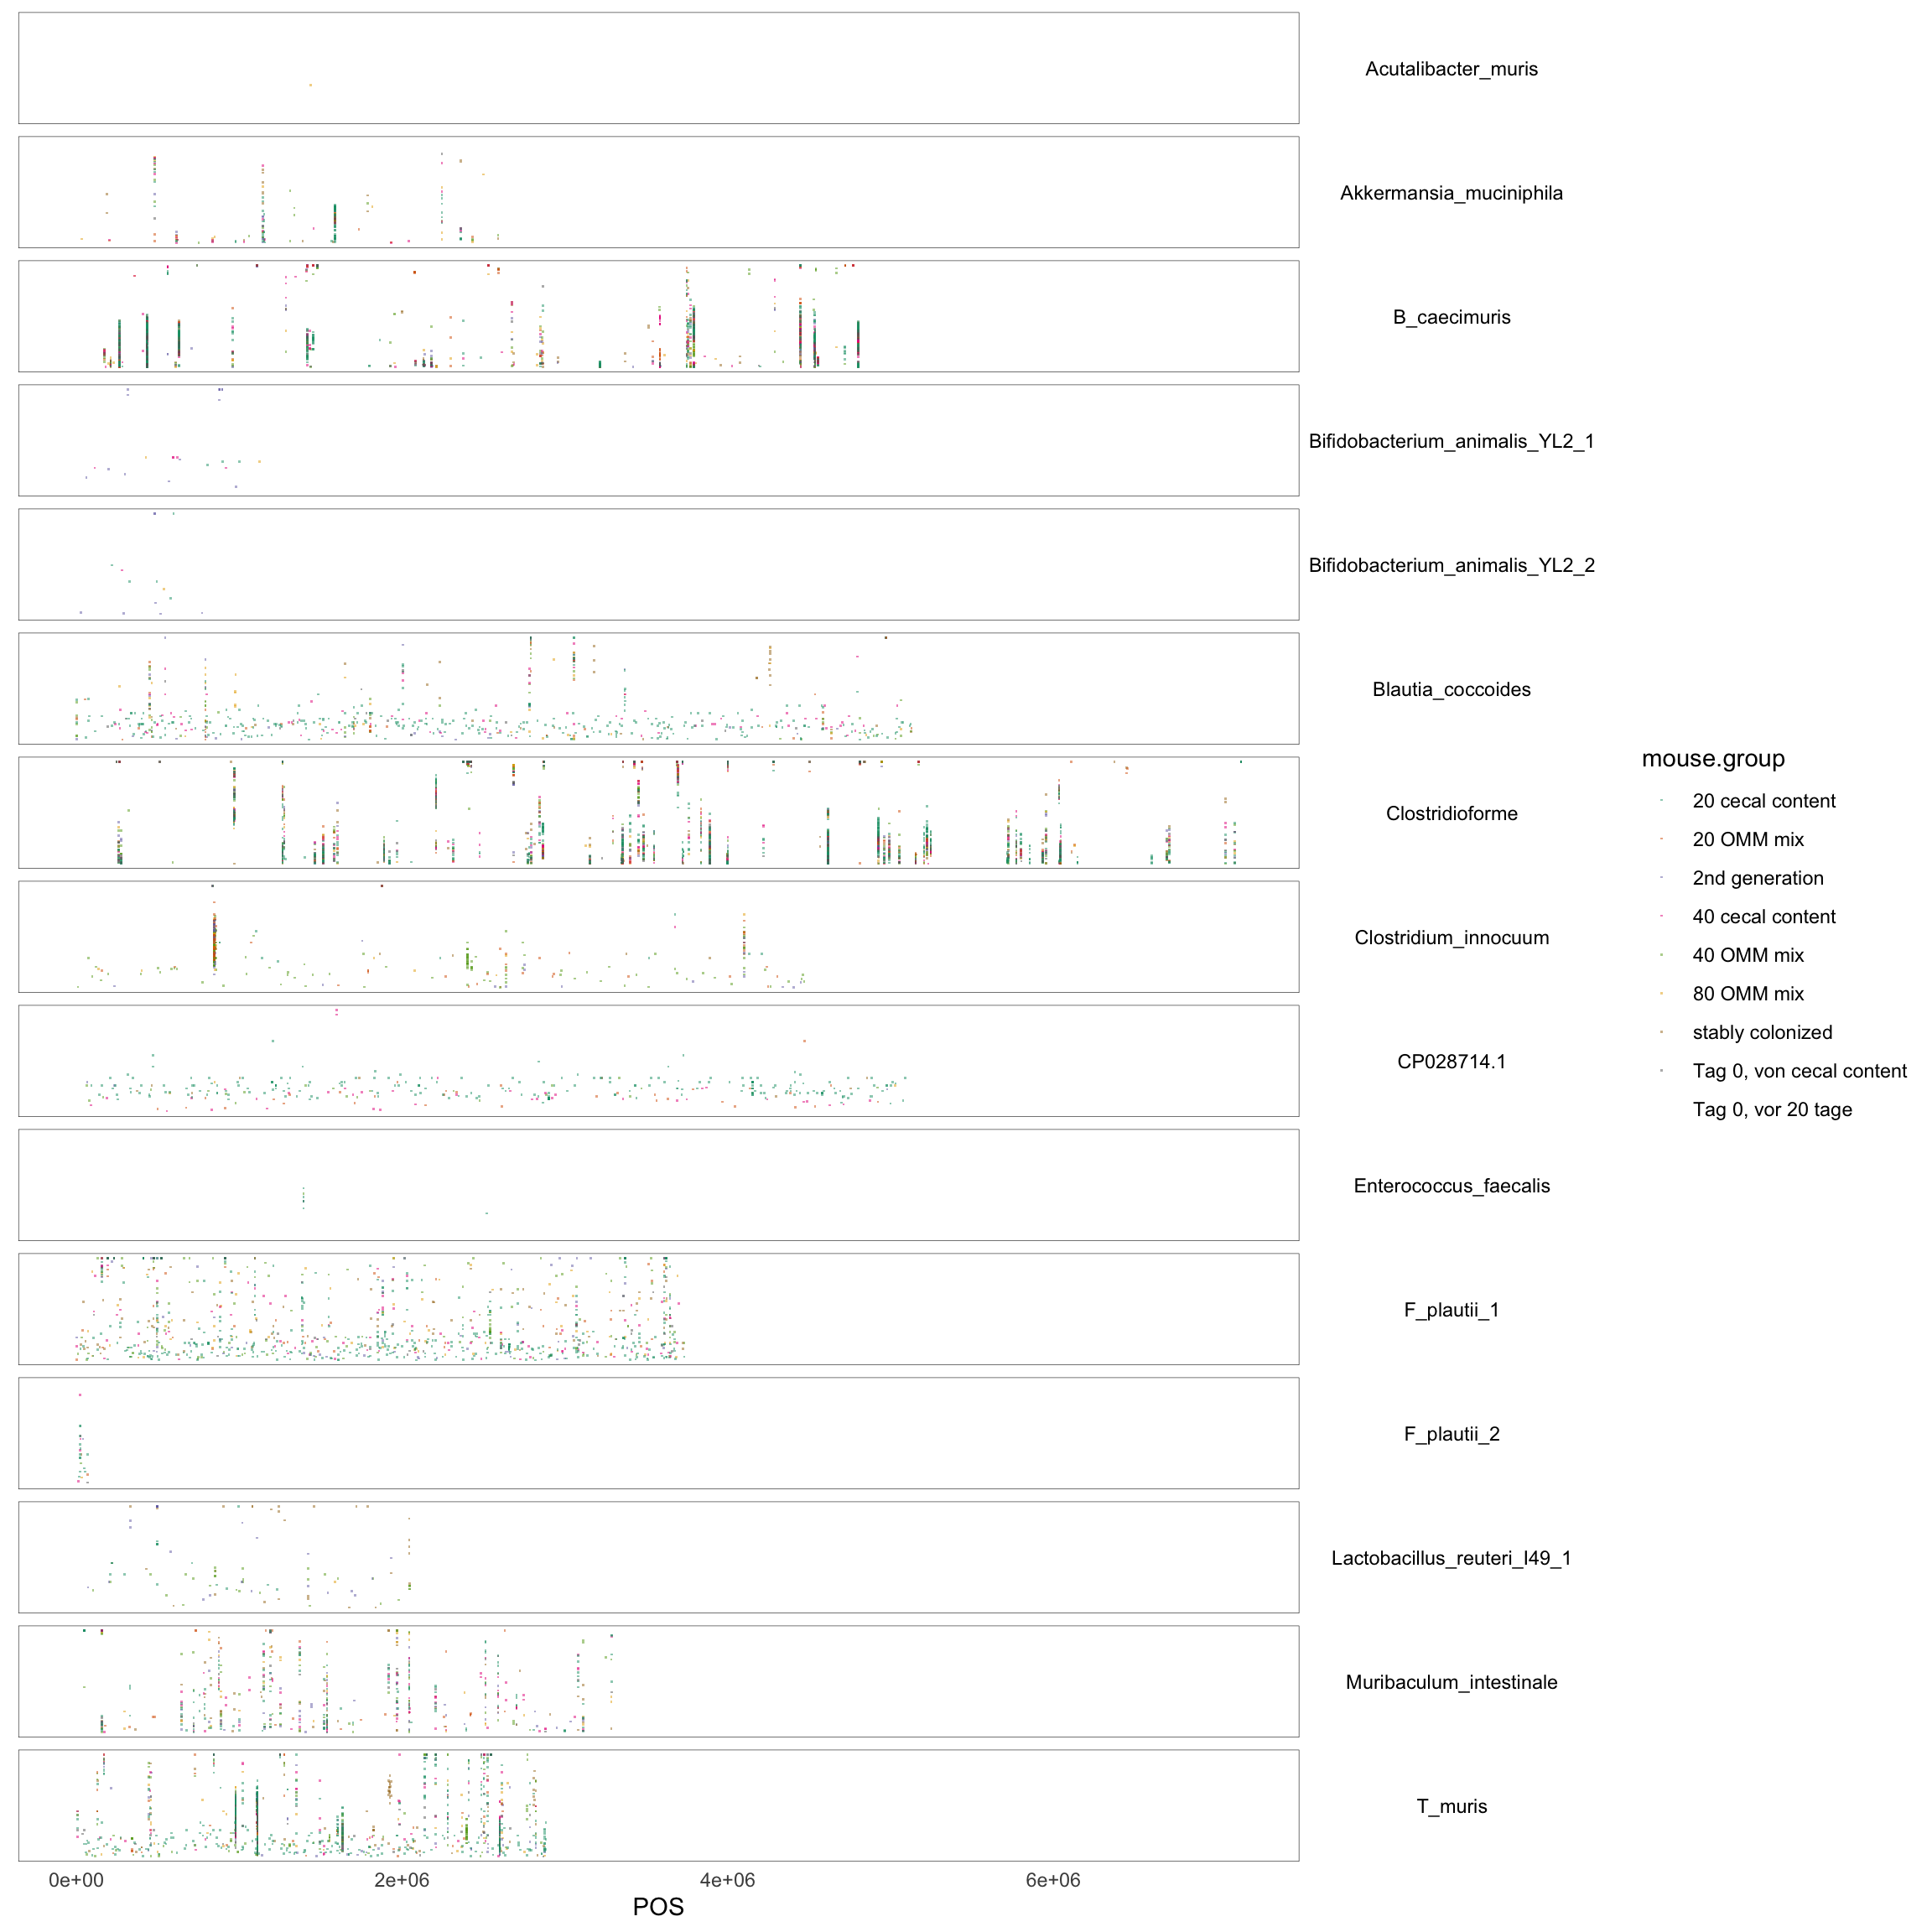 Acutalibacter_muris
Akkermansia_muciniphila
B_caecimuris
Bifidobacterium_animalis_YL2_1
Bifidobacterium_animalis_YL2_2
Blautia_coccoides
Clostridioforme
Clostridium_innocuum
CP028714.1
Enterococcus_faecalis
F_plautii_1
F_plautii_2
Lactobacillus_reuteri_I49_1
Muribaculum_intestinale
T_muris
0e+00 2e+06 4e+06 6e+06
POS
mouse.group
20 cecal content
20 OMM mix
2nd generation
40 cecal content
40 OMM mix
80 OMM mix
stably colonized
Tag 0, von cecal content
Tag 0, vor 20 tage